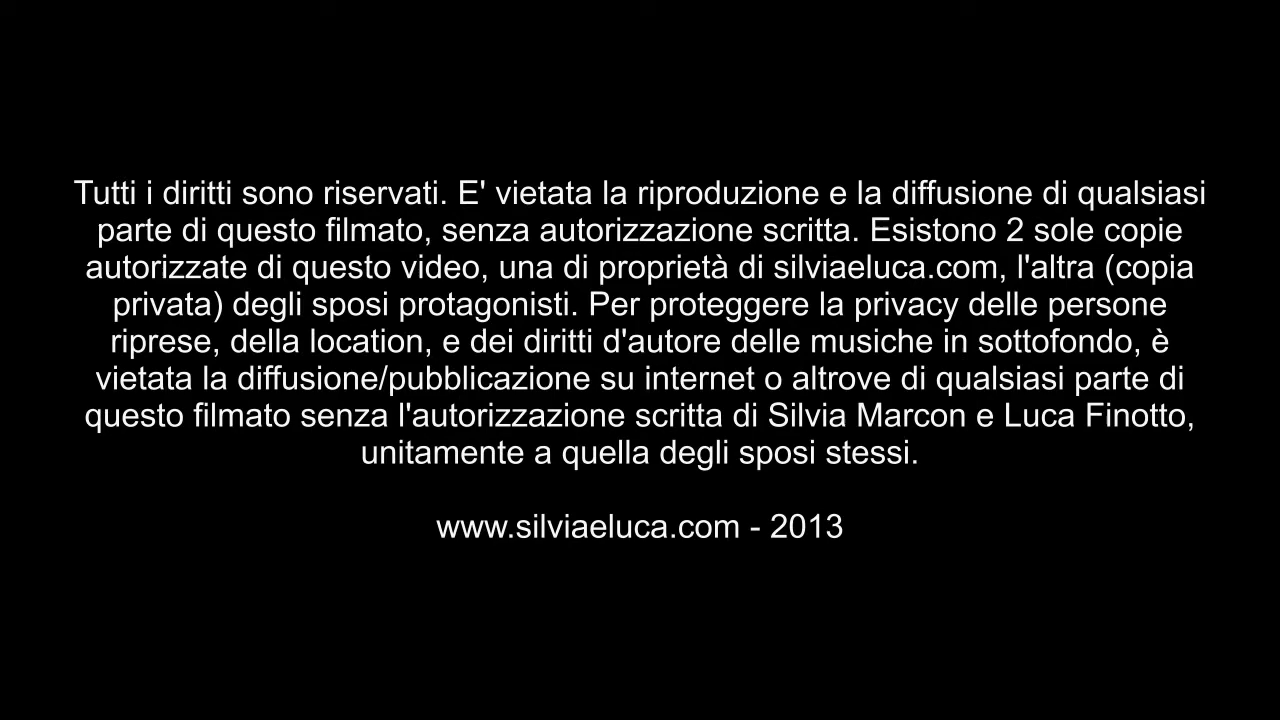 Tutti i diritti sono riservati. E' vietata la riproduzione e la diffusione di qualsiasi
parte di questo filmato, senza autorizzazione scritta. Esistono 2 sole copie
autorizzate di questo video, una di proprietà di silviaeluca.com, l'altra (copia
privata) degli sposi protagonisti. Per proteggere la privacy delle persone
riprese, della location, e dei diritti d'autore delle musiche in sottofondo, è
vietata la diffusione/pubblicazione su internet o altrove di qualsiasi parte di
questo filmato senza l'autorizzazione scritta di Silvia Marcon e Luca Finotto,
unitamente a quella degli sposi stessi.
www.silviaeluca.com - 2013